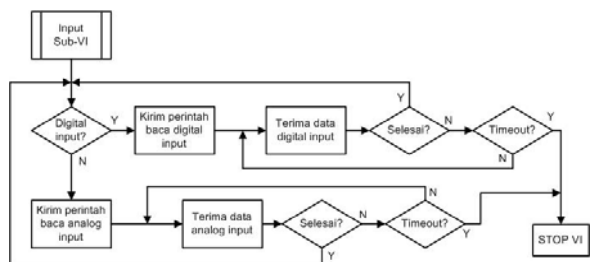 Input
Sub-VI
Digital
input?
Y
N
Kirim perintah
baca digital
input
Terima data
digital input
Selesai?
Y
N
Timeout?
Y
N
Kirim perintah
baca analog
input
Terima data
analog input
Selesai?
N
Y
Timeout?
N
Y
STOP VI